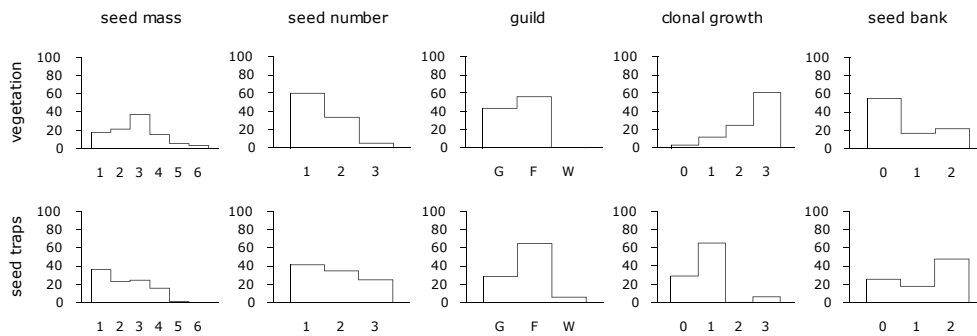 seed mass seed number guild clonal growth seed bank
vegetation
100 100 100 100 100
80 80 80 80 80
60 60 60 60 60
40 40 40 40 40
20 20 20 20 20
0 0 0 0 0
1 2 3 4 5 6 1 2 3 G F W 0 1 2 3 0 1 2
seed traps
100 100 100 100 100
80 80 80 80 80
60 60 60 60 60
40 40 40 40 40
20 20 20 20 20
0 0 0 0 0
1 2 3 4 5 6 1 2 3 G F W 0 1 2 3 0 1 2